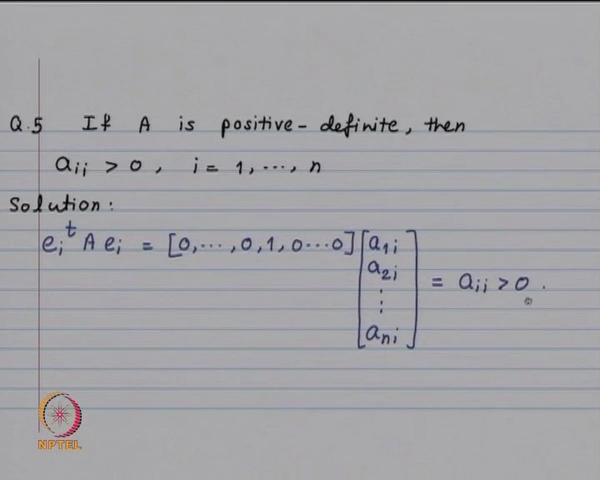 Q.5 If A is positive-definite, then
aᵢᵢ > 0, i = 1, ..., n
Solution:
eᵢᵗ A eᵢ = [0, ..., 0, 1, 0 ... 0] [a₁ᵢ a₂ᵢ ⋮ aₙᵢ] = aᵢᵢ > 0.
NPTEL